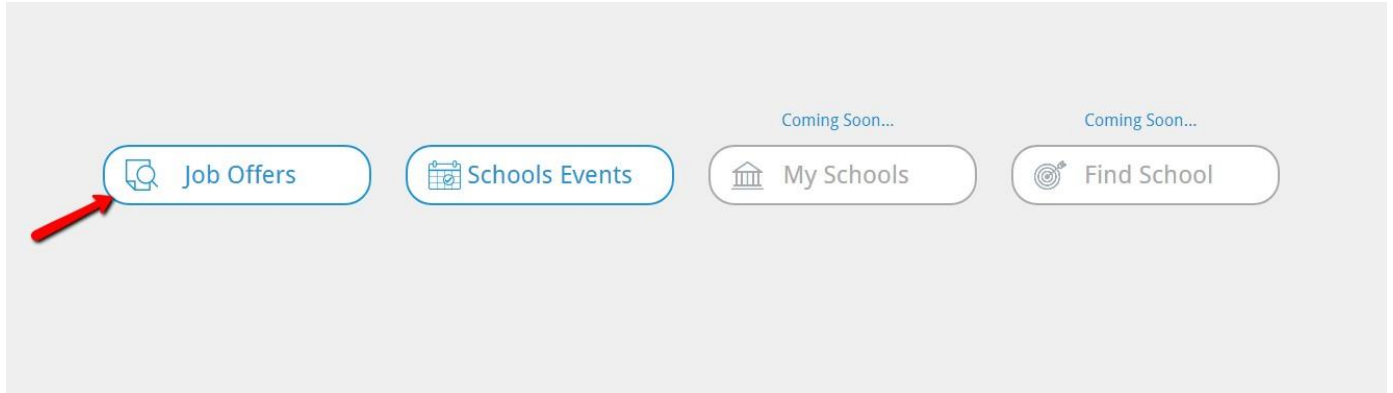 Coming Soon...
Coming Soon...
Job Offers
Schools Events
My Schools
Find School